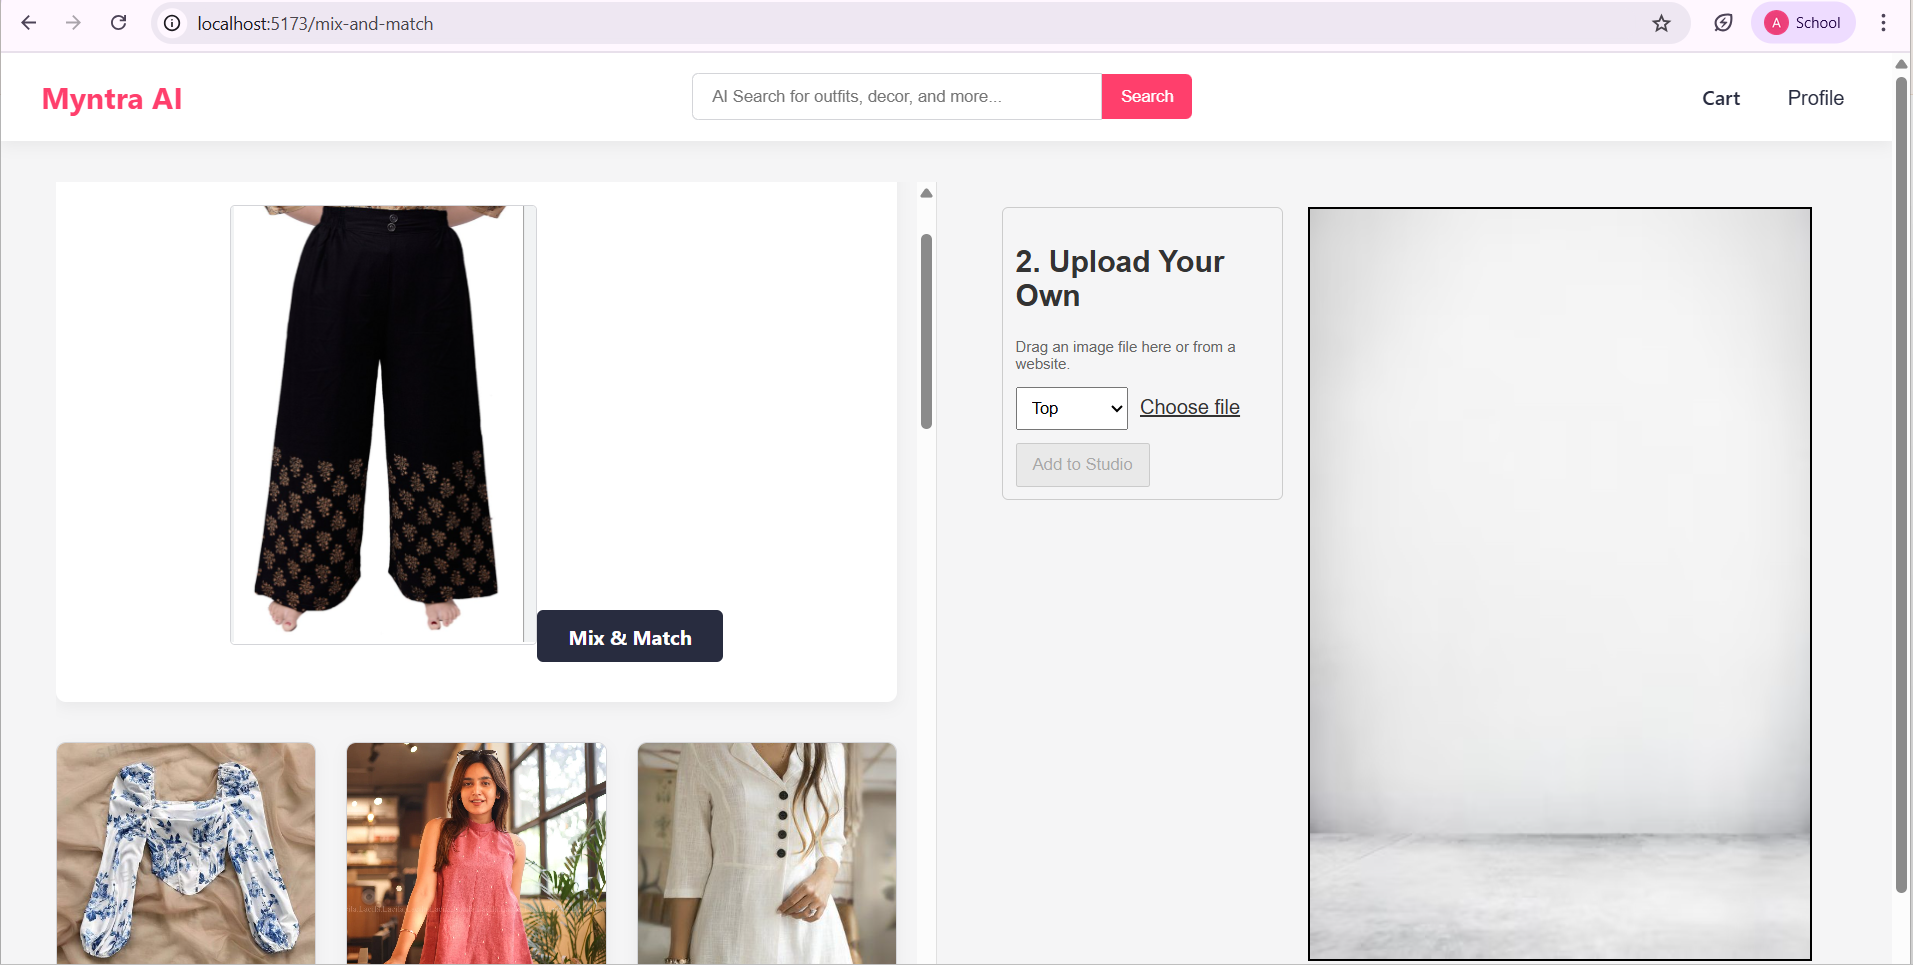 localhost:5173/mix-and-match
A School
Myntra AI
AI Search for outfits, decor, and more...
Search
Cart
Profile
Mix & Match
2. Upload Your
Own
Drag an image file here or from a
website.
Top
Choose file
Add to Studio